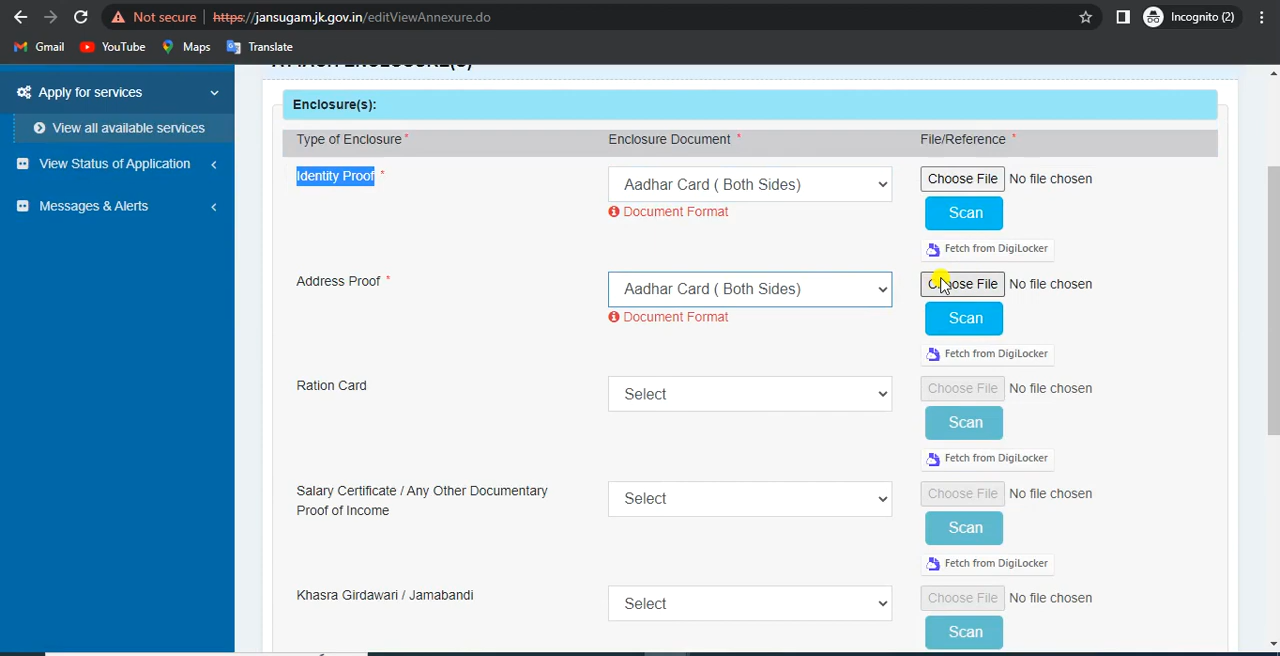 Not secure https://jansugam.jk.gov.in/editViewAnnexure.do Incognito (2)
Gmail YouTube Maps Translate
Apply for services
View all available services
View Status of Application
Messages & Alerts
ATTACH ENCLOSURE(S)
Enclosure(s):
Type of Enclosure * Enclosure Document * File/Reference *
Identity Proof * Aadhar Card ( Both Sides) Choose File No file chosen
Document Format Scan
Fetch from DigiLocker
Address Proof * Aadhar Card ( Both Sides) Choose File No file chosen
Document Format Scan
Fetch from DigiLocker
Ration Card Select Choose File No file chosen
Scan
Fetch from DigiLocker
Salary Certificate / Any Other Documentary Select Choose File No file chosen
Proof of Income Scan
Fetch from DigiLocker
Khasra Girdawari / Jamabandi Select Choose File No file chosen
Scan